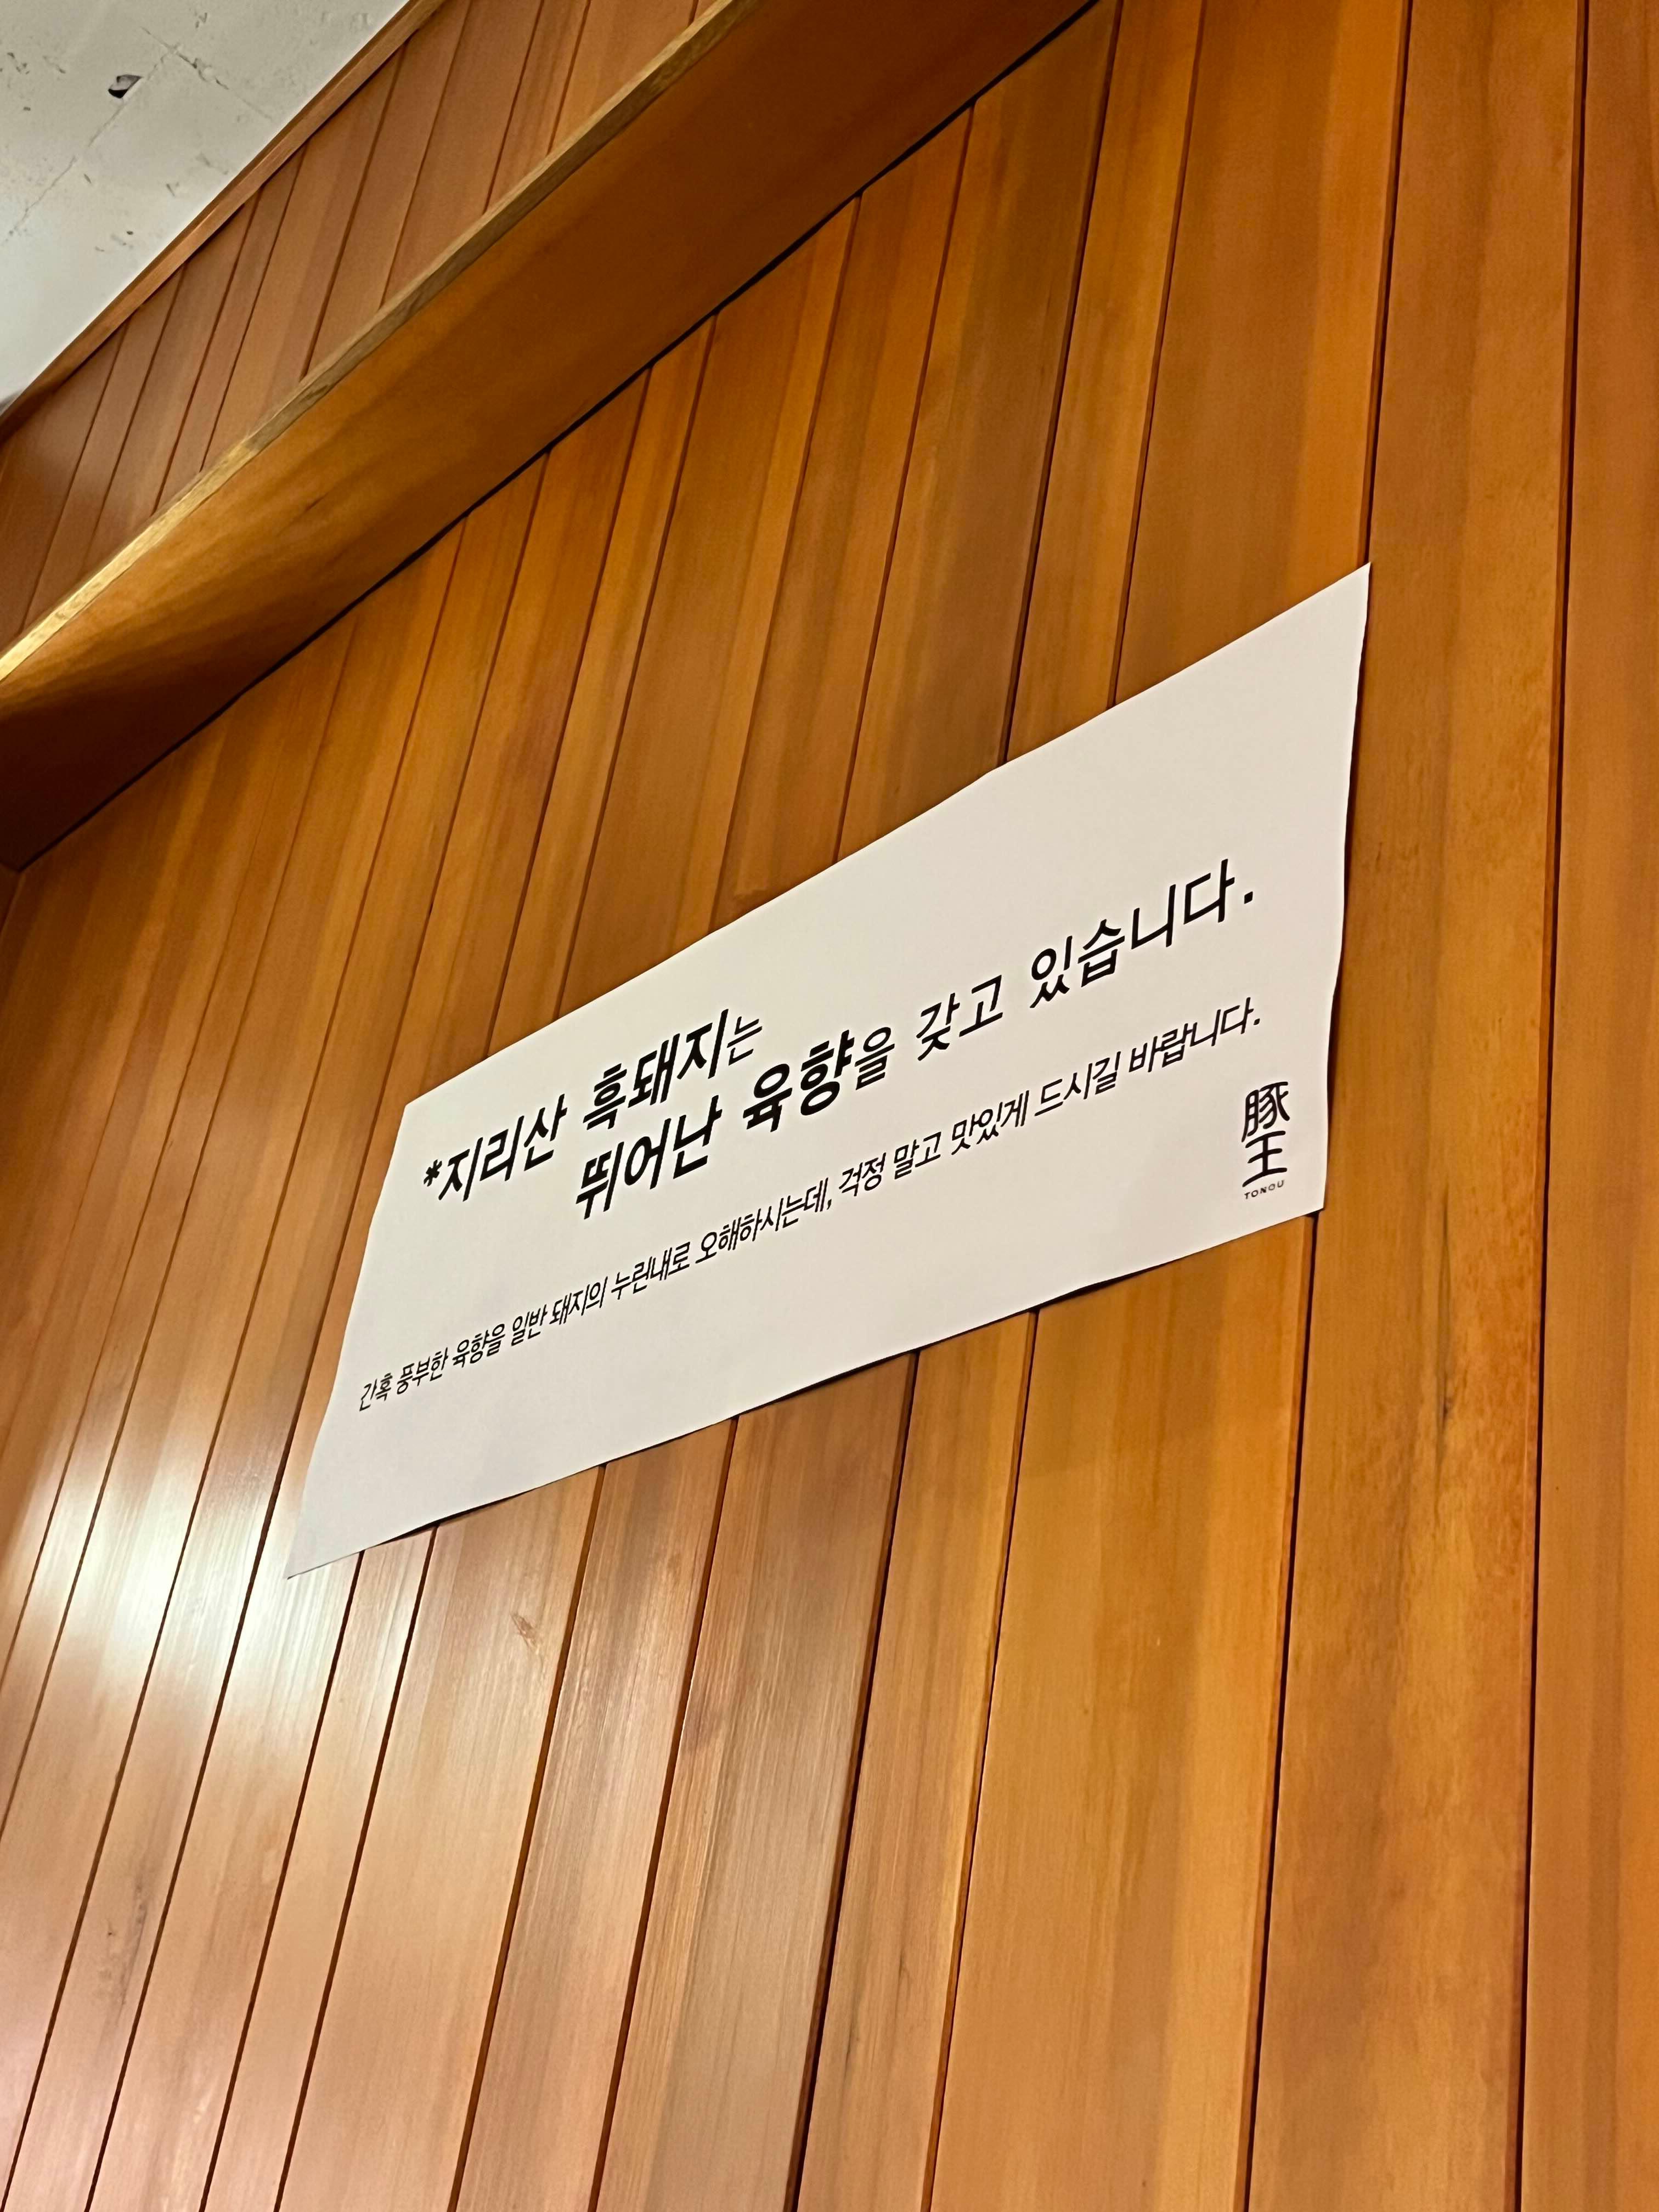 *지리산 흑돼지는
뛰어난 육향을 갖고 있습니다.
간혹 풍부한 육향을 일반 돼지의 누린내로 오해하시는데, 걱정 말고 맛있게 드시길 바랍니다.
豚
王
TONOU